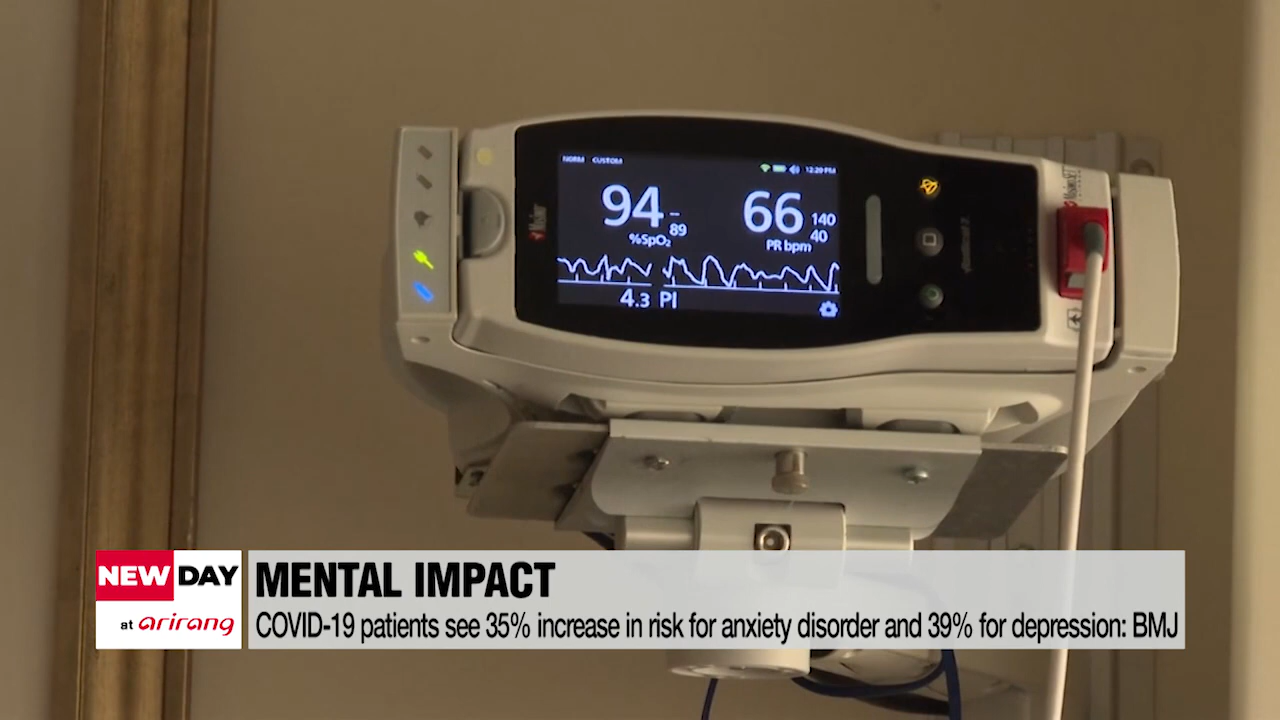 NORM CUSTOM 12:29 PM
94 – 89
%SpO₂
66 140 40
PR bpm
4.3 PI
Masimo SET
NEW DAY
at arirang
MENTAL IMPACT
COVID-19 patients see 35% increase in risk for anxiety disorder and 39% for depression: BMJ